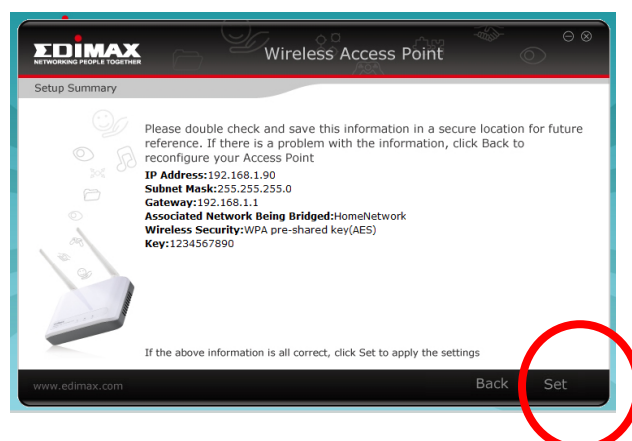 EDIMAX
NETWORKING PEOPLE TOGETHER
Wireless Access Point
Setup Summary
Please double check and save this information in a secure location for future
reference. If there is a problem with the information, click Back to
reconfigure your Access Point
IP Address:192.168.1.90
Subnet Mask:255.255.255.0
Gateway:192.168.1.1
Associated Network Being Bridged:HomeNetwork
Wireless Security:WPA pre-shared key(AES)
Key:1234567890
If the above information is all correct, click Set to apply the settings
www.edimax.com
Back
Set